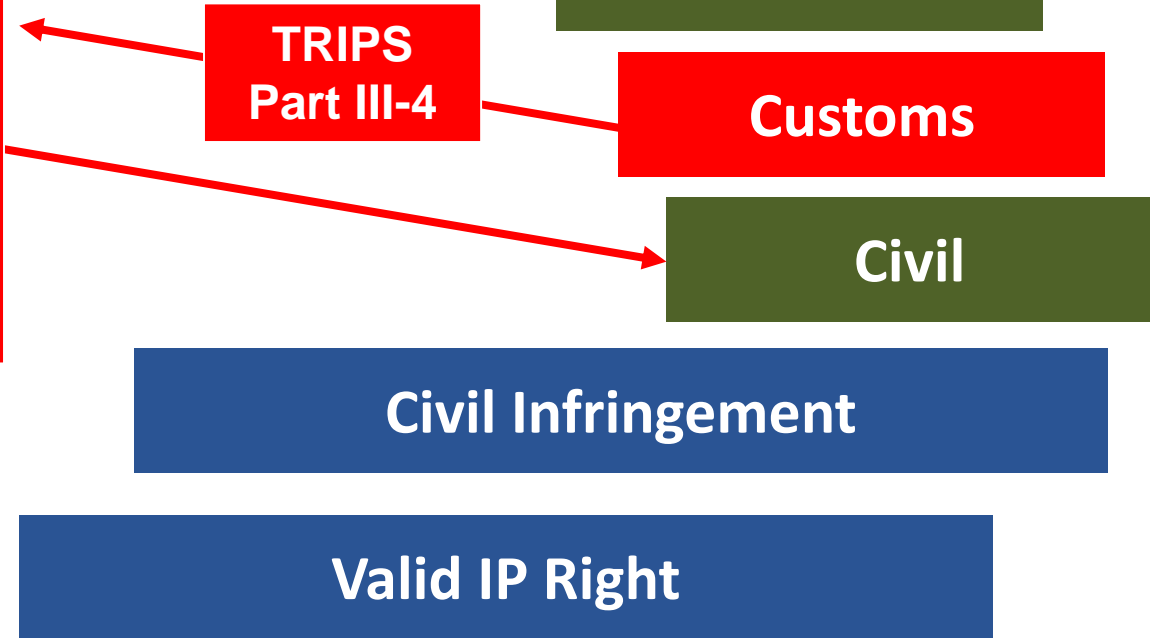 TRIPS
Part III-4
Customs
Civil
Civil Infringement
Valid IP Right